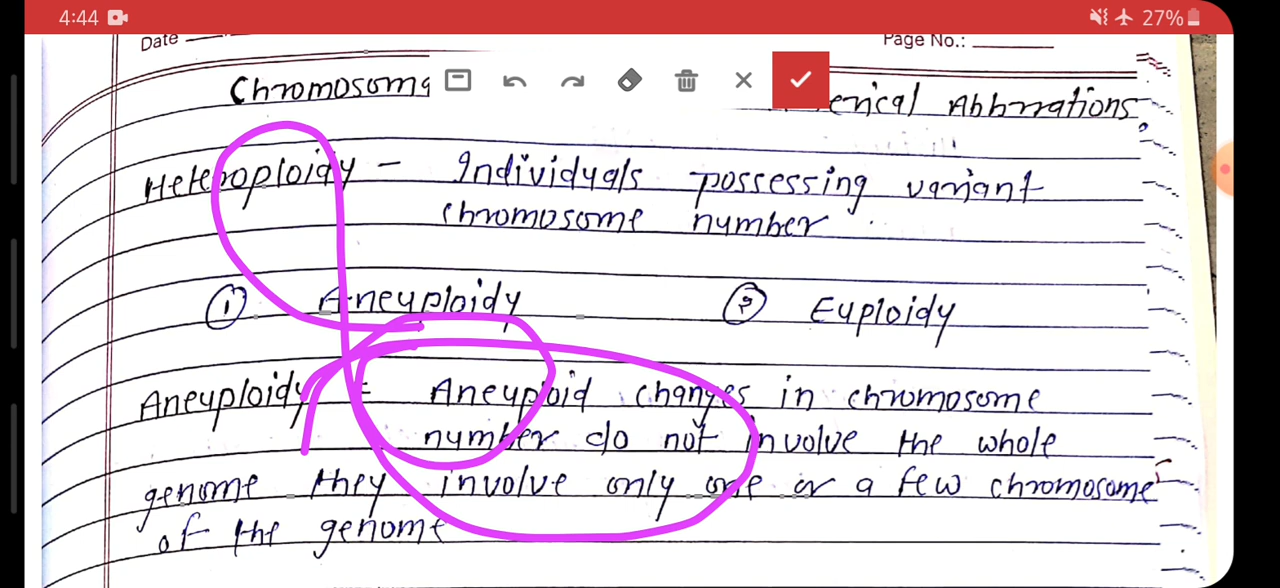 4:44 27%
Date Page No.:
Chromosoma erical Abbrrations
Heteroploidy - Individuals possessing variant
chromosome number
① Aneuploidy ② Euploidy
Aneuploidy = Aneuploid changes in chromosome
number do not involve the whole
genome they involve only one or a few chromosome
of the genome